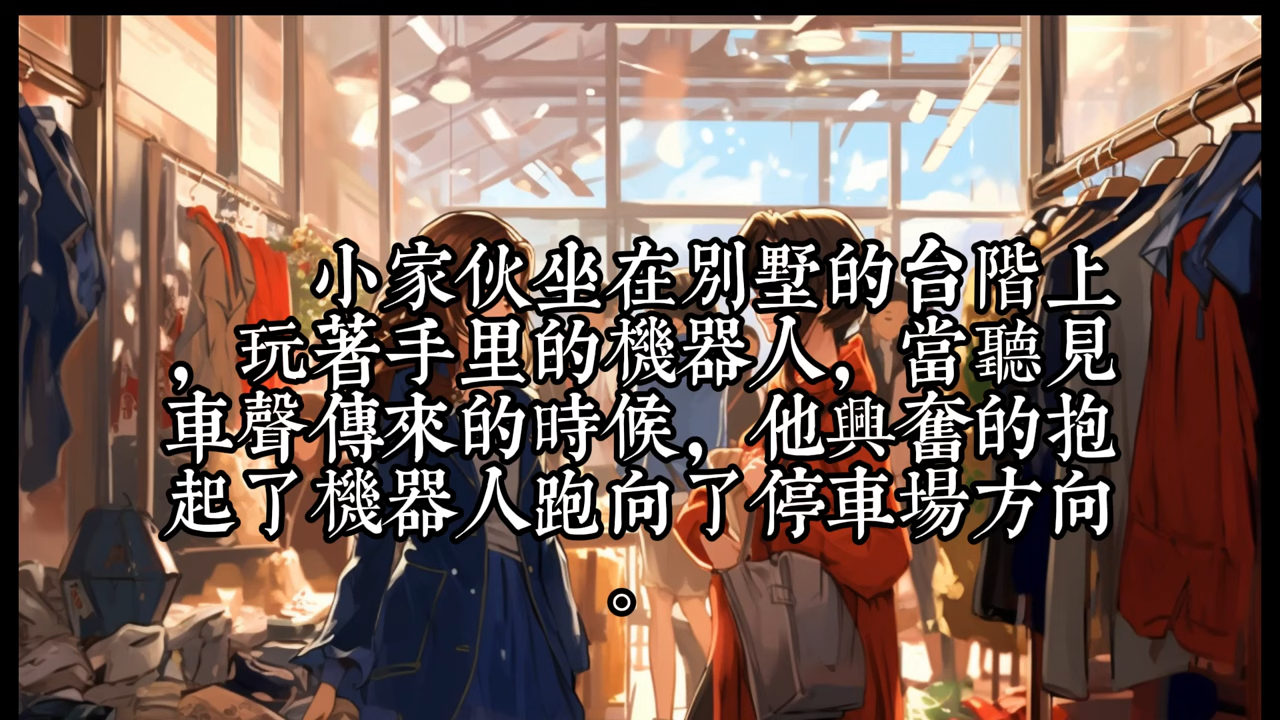 小家伙坐在別墅的台階上
，玩著手里的機器人，當聽見
車聲傳來的時候，他興奮的抱
起了機器人跑向了停車場方向
。